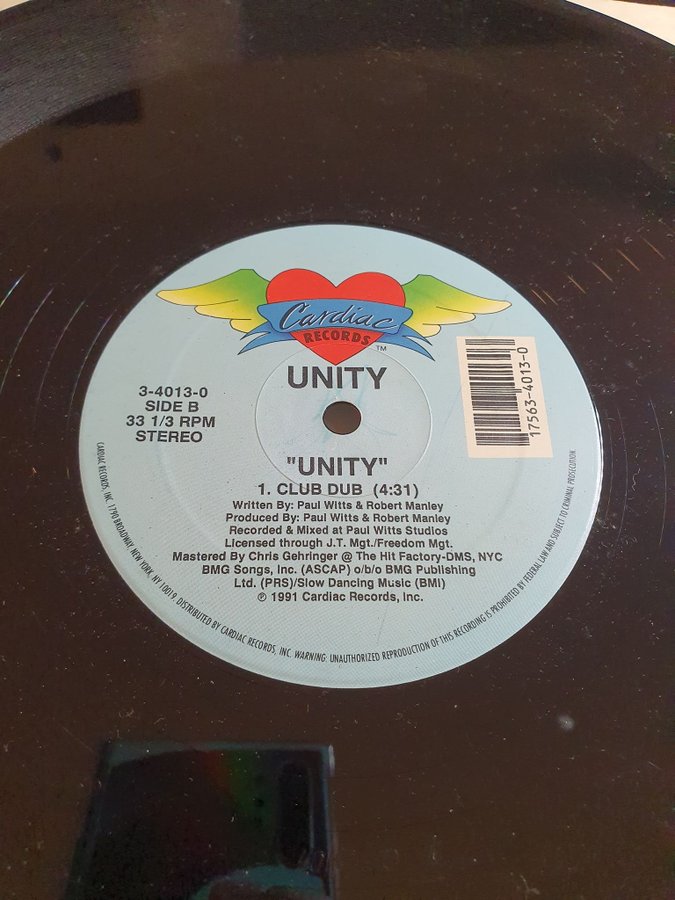 Cardiac
RECORDS
TM
UNITY
3-4013-0
SIDE B
33 1/3 RPM
STEREO
17563-4013-0
"UNITY"
1. CLUB DUB (4:31)
Written By: Paul Witts & Robert Manley
Produced By: Paul Witts & Robert Manley
Recorded & Mixed at Paul Witts Studios
Licensed through J.T. Mgt./Freedom Mgt.
Mastered By Chris Gehringer @ The Hit Factory-DMS, NYC
BMG Songs, Inc. (ASCAP) o/b/o BMG Publishing
Ltd. (PRS)/Slow Dancing Music (BMI)
℗ 1991 Cardiac Records, Inc.
CARDIAC RECORDS, INC. 1790 BROADWAY, NEW YORK, NY 10019. DISTRIBUTED BY CARDIAC RECORDS, INC. WARNING: UNAUTHORIZED REPRODUCTION OF THIS RECORDING IS PROHIBITED BY FEDERAL LAW AND SUBJECT TO CRIMINAL PROSECUTION.